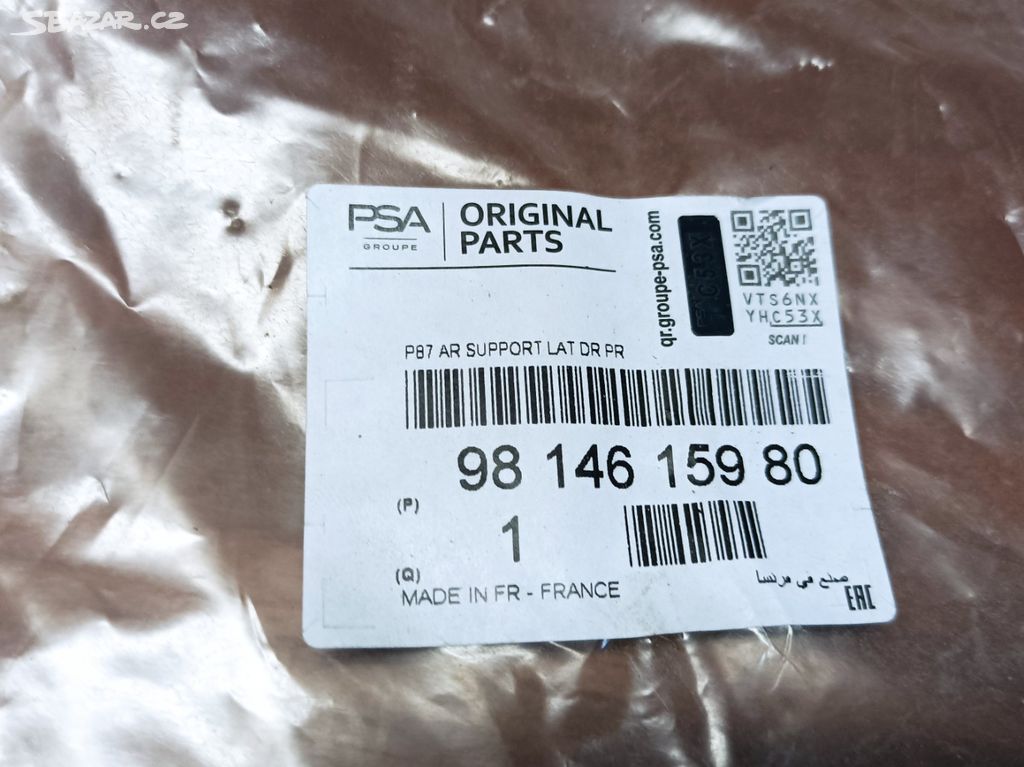 SBAZAR.CZ
PSA
GROUPE
ORIGINAL
PARTS
qr.groupe-psa.com
C53X
VTS6NX
YHC53X
SCAN!
P87 AR SUPPORT LAT DR PR
98 146 159 80
(P)
1
(Q)
MADE IN FR - FRANCE
صنع في فرنسا
EAC